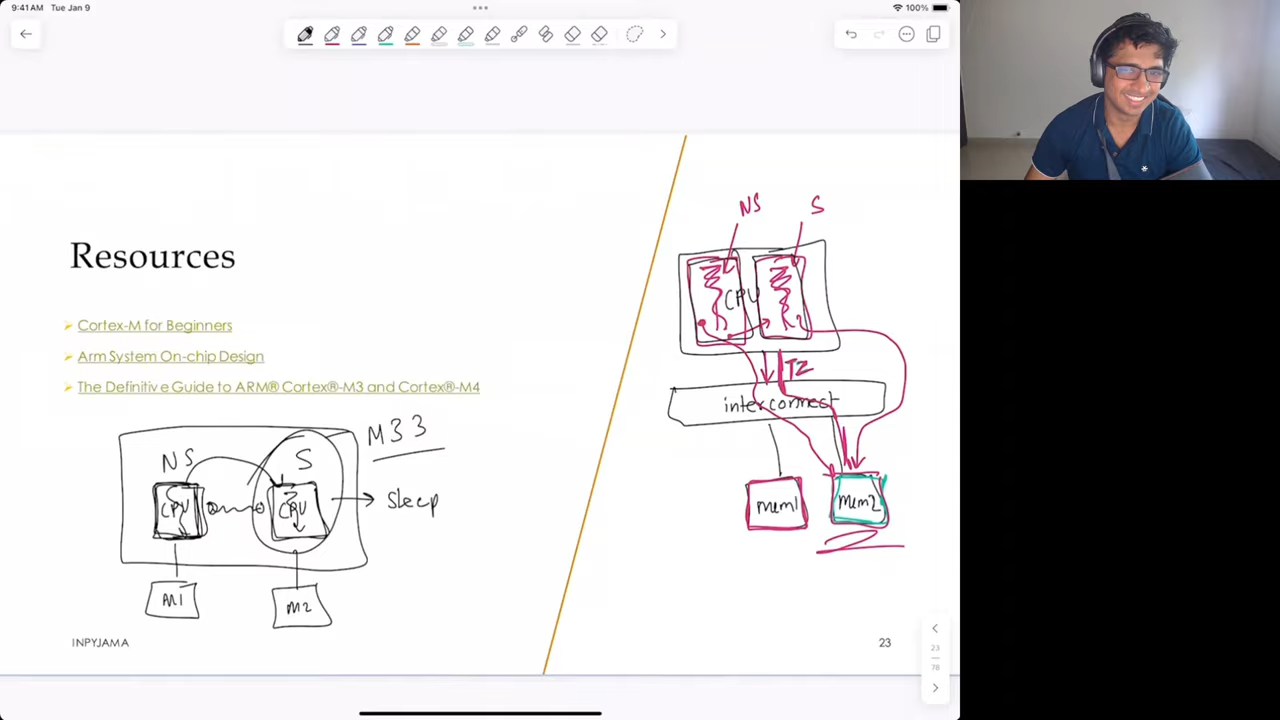 9:41 AM Tue Jan 9
100%
Resources
Cortex-M for Beginners
Arm System On-chip Design
The Definitive Guide to ARM® Cortex®-M3 and Cortex®-M4
M33
NS
S
CPU
CPU
Sleep
M1
M2
NS
S
CPU
TZ
interconnect
mem1
mem2
INPYJAMA
23
23
78